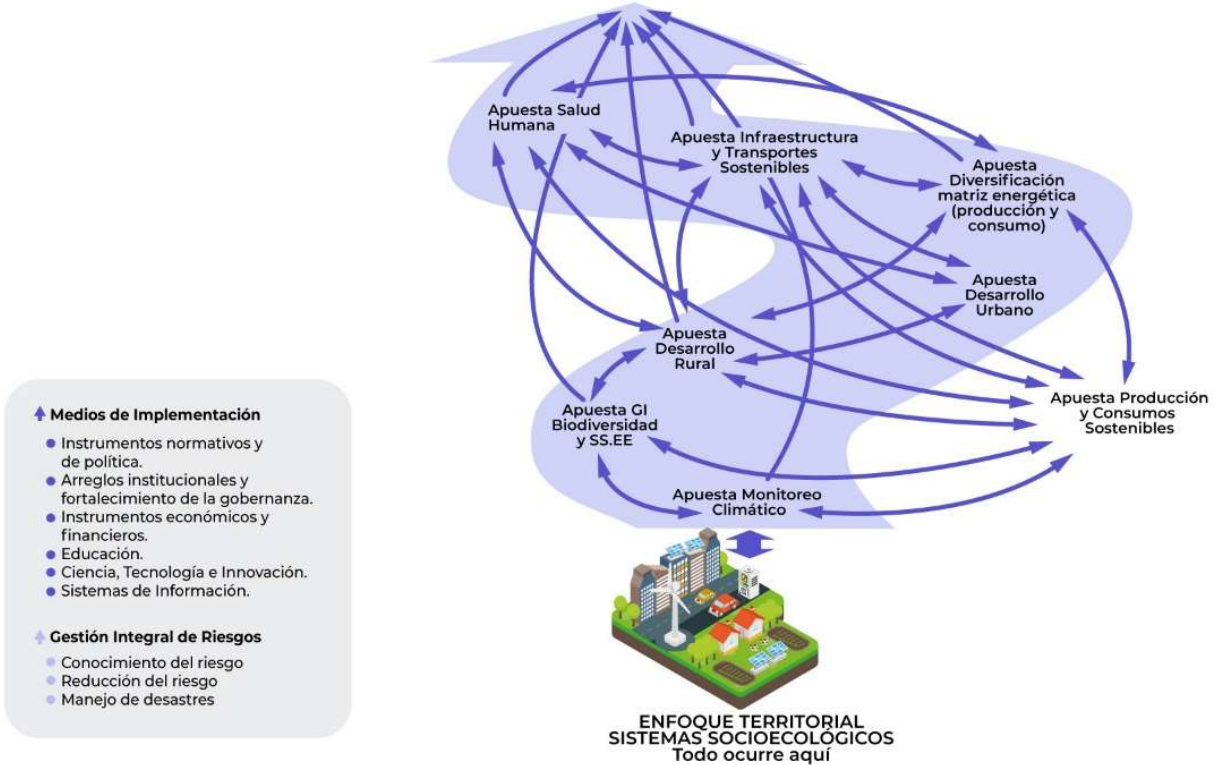 Apuesta Salud
Humana
Apuesta Infraestructura
y Transportes
Sostenibles
Apuesta
Diversificación
matriz energética
(producción y
consumo)
Apuesta
Desarrollo
Urbano
Apuesta
Desarrollo
Rural
Apuesta GI
Biodiversidad
y SS.EE
Apuesta Producción
y Consumos
Sostenibles
Apuesta Monitoreo
Climático
Medios de Implementación
Instrumentos normativos y
de política.
Arreglos institucionales y
fortalecimiento de la gobernanza.
Instrumentos económicos y
financieros.
Educación.
Ciencia, Tecnología e Innovación.
Sistemas de Información.
Gestión Integral de Riesgos
Conocimiento del riesgo
Reducción del riesgo
Manejo de desastres
ENFOQUE TERRITORIAL
SISTEMAS SOCIOECOLÓGICOS
Todo ocurre aquí